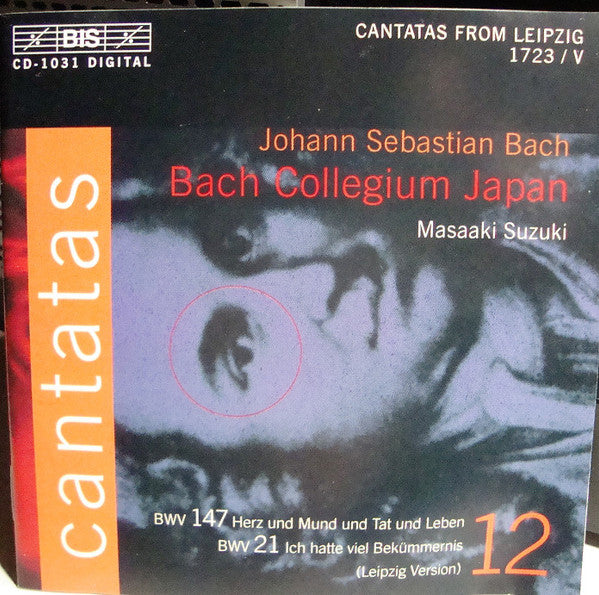 BIS
CD-1031 DIGITAL
CANTATAS FROM LEIPZIG
1723 / V
Johann Sebastian Bach
Bach Collegium Japan
Masaaki Suzuki
cantatas
BWV 147 Herz und Mund und Tat und Leben
BWV 21 Ich hatte viel Bekümmernis
(Leipzig Version)
12